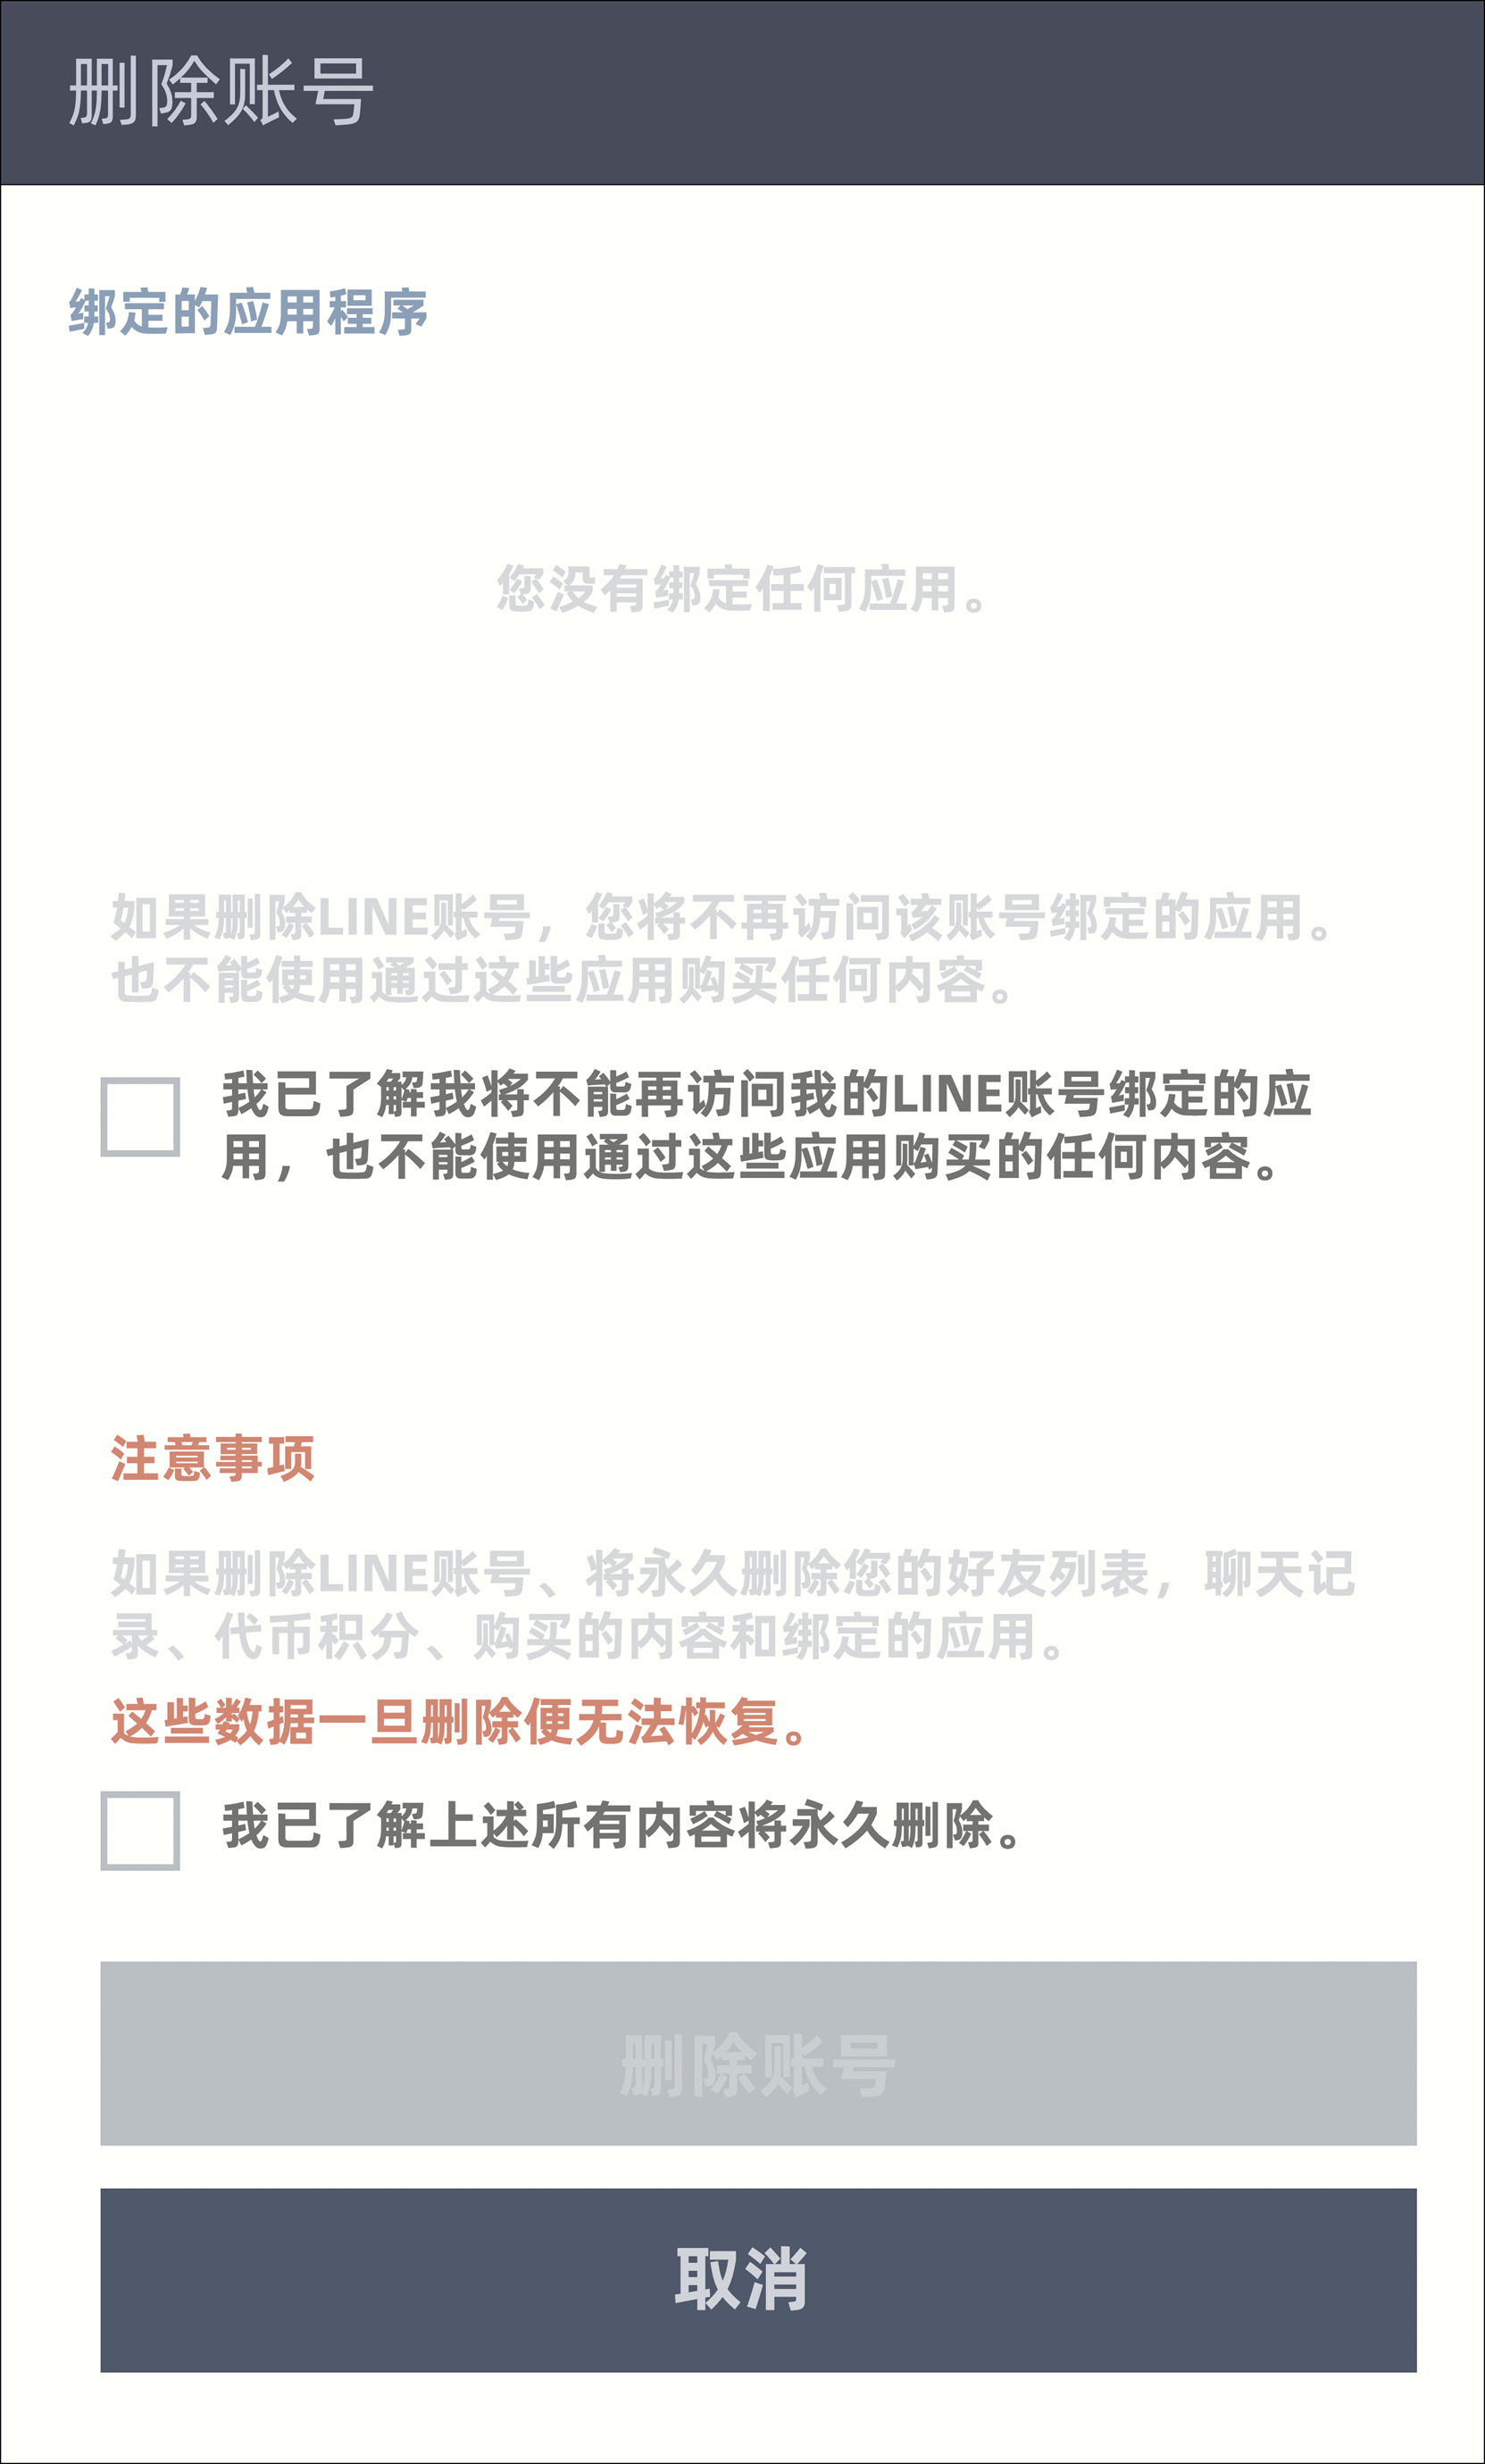 删除账号
绑定的应用程序
您没有绑定任何应用。
如果删除LINE账号，您将不再访问或使用绑定的应用。
也不能使用通过这些应用购买任何内容。
我已了解我将不能再访问我的LINE账号绑定的应
用，也不能使用通过这些应用购买的任何内容。
注意事项
如果删除LINE账号、将永久删除您的好友列表，聊天记
录、代币积分、购买的内容和绑定的应用。
这些数据一旦删除便无法恢复。
我已了解上述所有内容将永久删除。
删除账号
取消